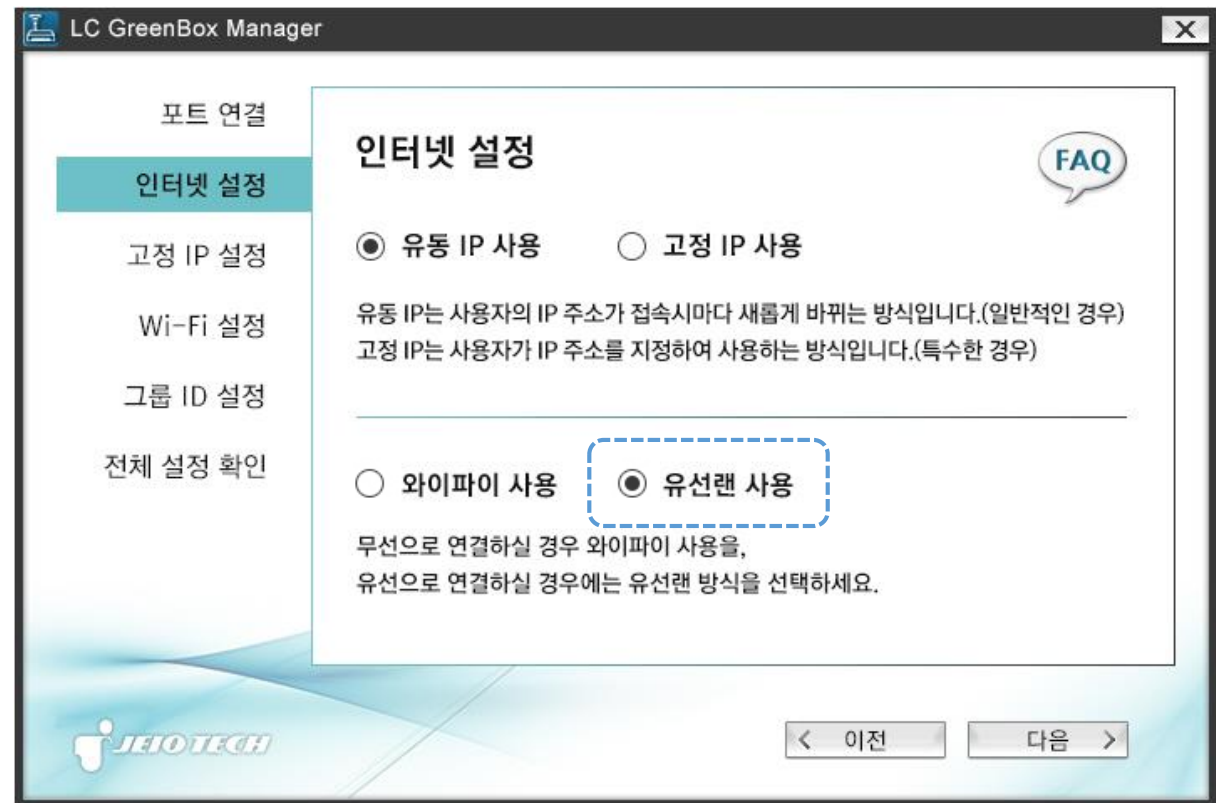 LC GreenBox Manager
포트 연결
인터넷 설정
고정 IP 설정
Wi-Fi 설정
그룹 ID 설정
전체 설정 확인
인터넷 설정
FAQ
유동 IP 사용
고정 IP 사용
유동 IP는 사용자의 IP 주소가 접속시마다 새롭게 바뀌는 방식입니다.(일반적인 경우)
고정 IP는 사용자가 IP 주소를 지정하여 사용하는 방식입니다.(특수한 경우)
와이파이 사용
유선랜 사용
무선으로 연결하실 경우 와이파이 사용을,
유선으로 연결하실 경우에는 유선랜 방식을 선택하세요.
JEIO TECH
< 이전
다음 >